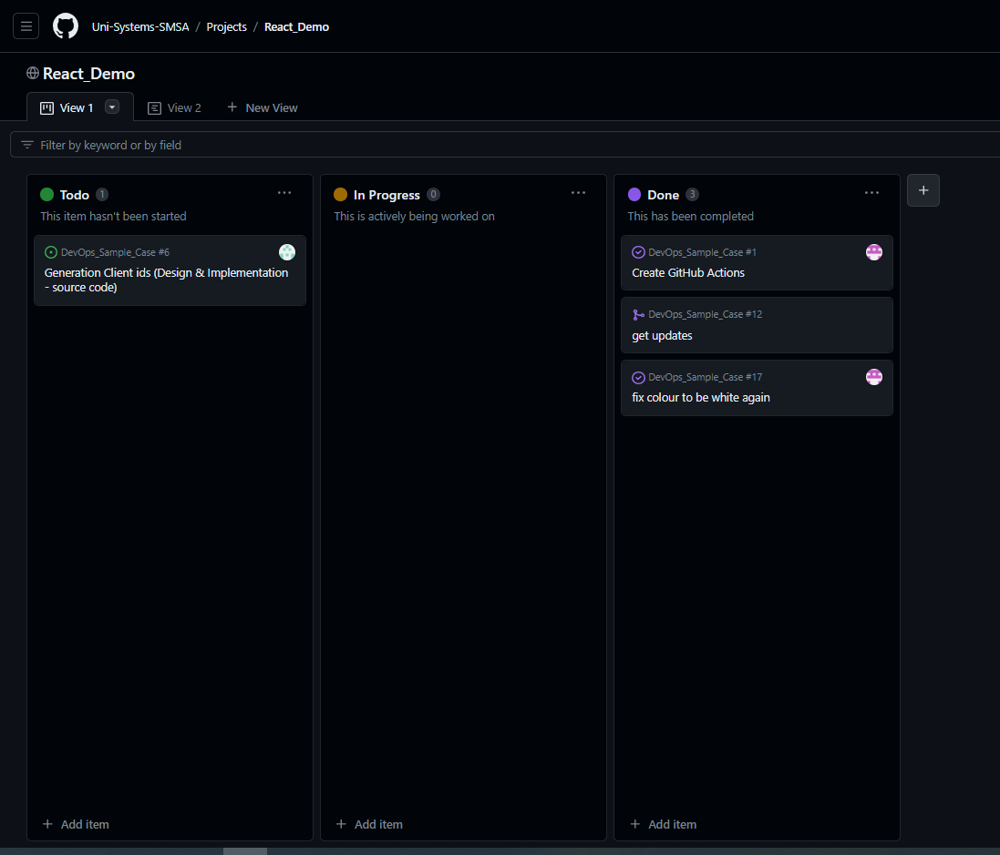 Uni-Systems-SMSA / Projects / React_Demo
React_Demo
View 1 View 2 + New View
Filter by keyword or by field
Todo 1 ...
This item hasn't been started
DevOps_Sample_Case #6
Generation Client ids (Design & Implementation
- source code)
+ Add item
In Progress 0 ...
This is actively being worked on
+ Add item
Done 3 ...
This has been completed
DevOps_Sample_Case #1
Create GitHub Actions
DevOps_Sample_Case #12
get updates
DevOps_Sample_Case #17
fix colour to be white again
+ Add item
+